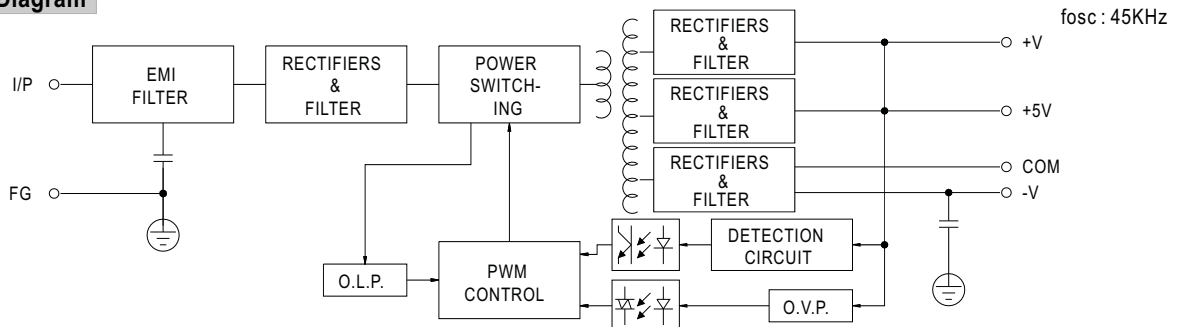 Diagram
fosc : 45KHz
I/P
EMI
FILTER
RECTIFIERS
&
FILTER
POWER
SWITCH-
ING
RECTIFIERS
&
FILTER
+V
RECTIFIERS
&
FILTER
+5V
RECTIFIERS
&
FILTER
COM
-V
FG
O.L.P.
PWM
CONTROL
DETECTION
CIRCUIT
O.V.P.